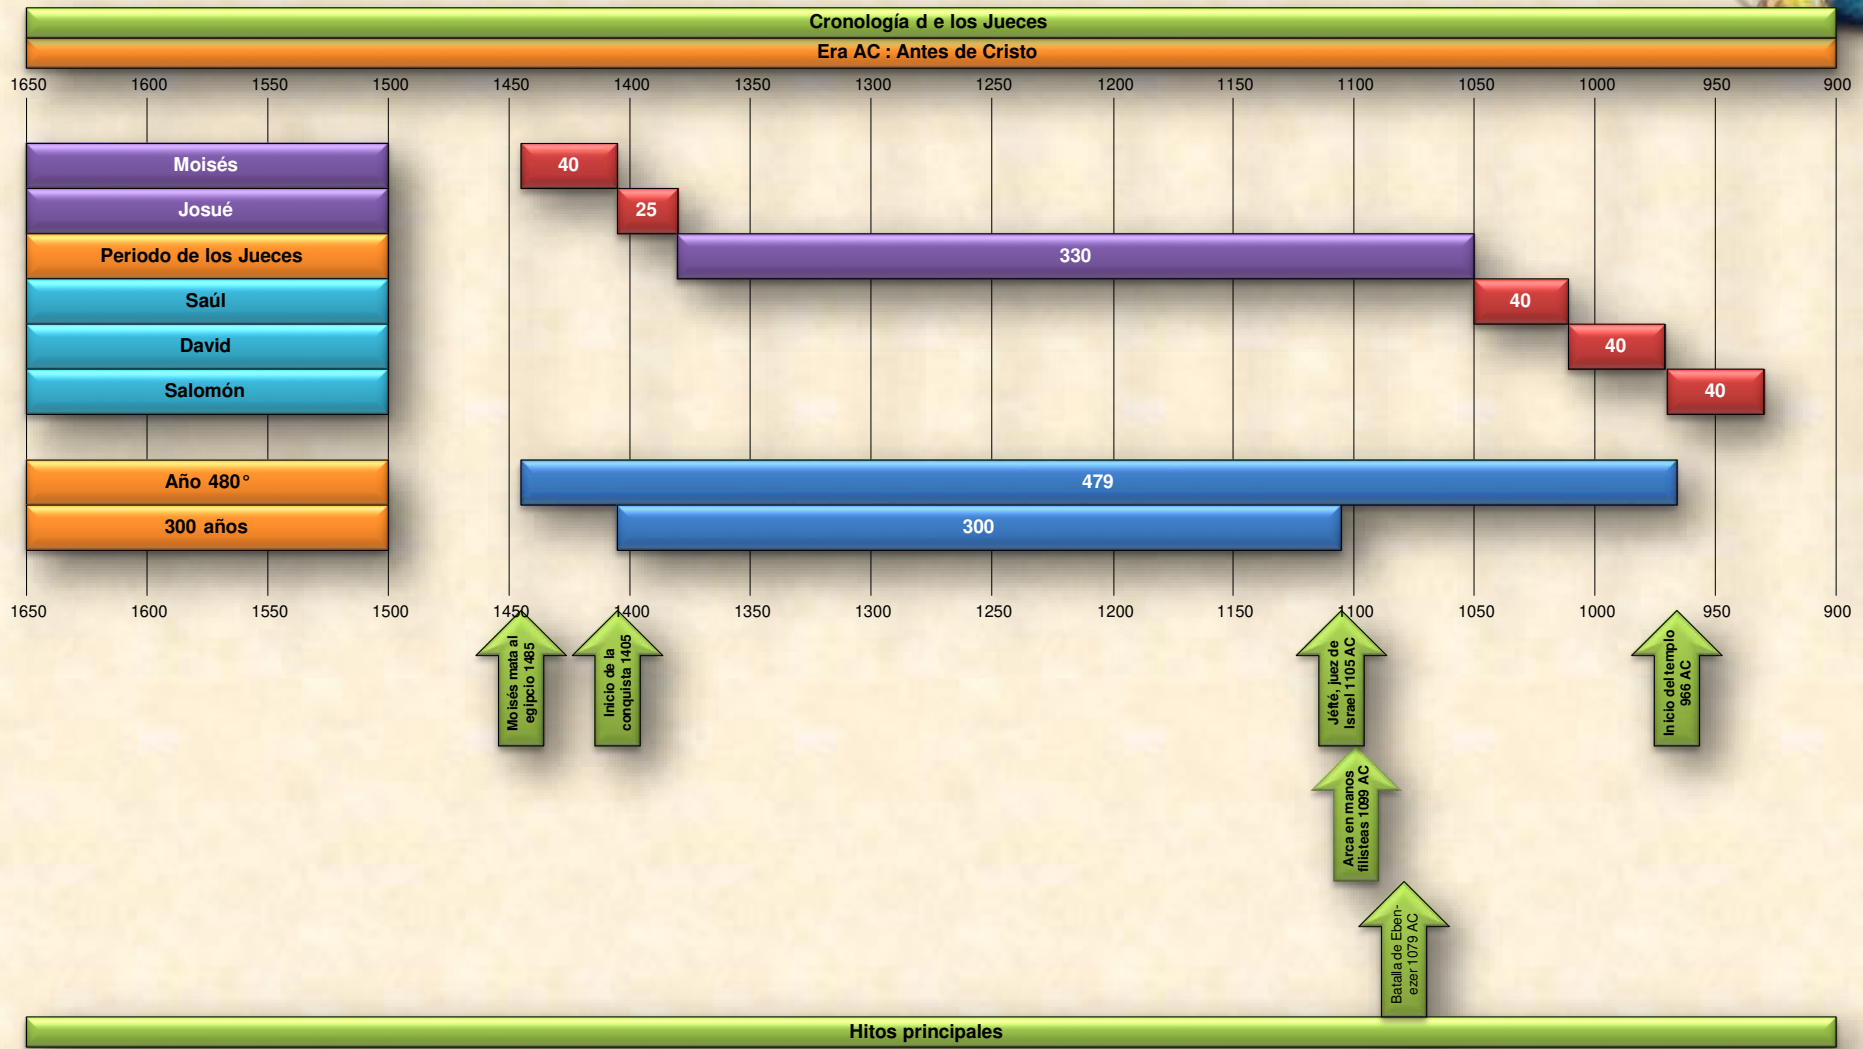 Cronología d e los Jueces
Era AC : Antes de Cristo
1650 1600 1550 1500 1450 1400 1350 1300 1250 1200 1150 1100 1050 1000 950 900
Moisés 40
Josué 25
Periodo de los Jueces 330
Saúl 40
David 40
Salomón 40
Año 480° 479
300 años 300
1650 1600 1550 1500 1450 1400 1350 1300 1250 1200 1150 1100 1050 1000 950 900
Moisés mata al
egipcio 1485
Inicio de la
conquista 1405
Jéfté, juez de
Israel 1105 AC
Inicio del templo
966 AC
Arca en manos
filisteas 1099 AC
Batalla de Eben-
ezer 1079 AC
Hitos principales